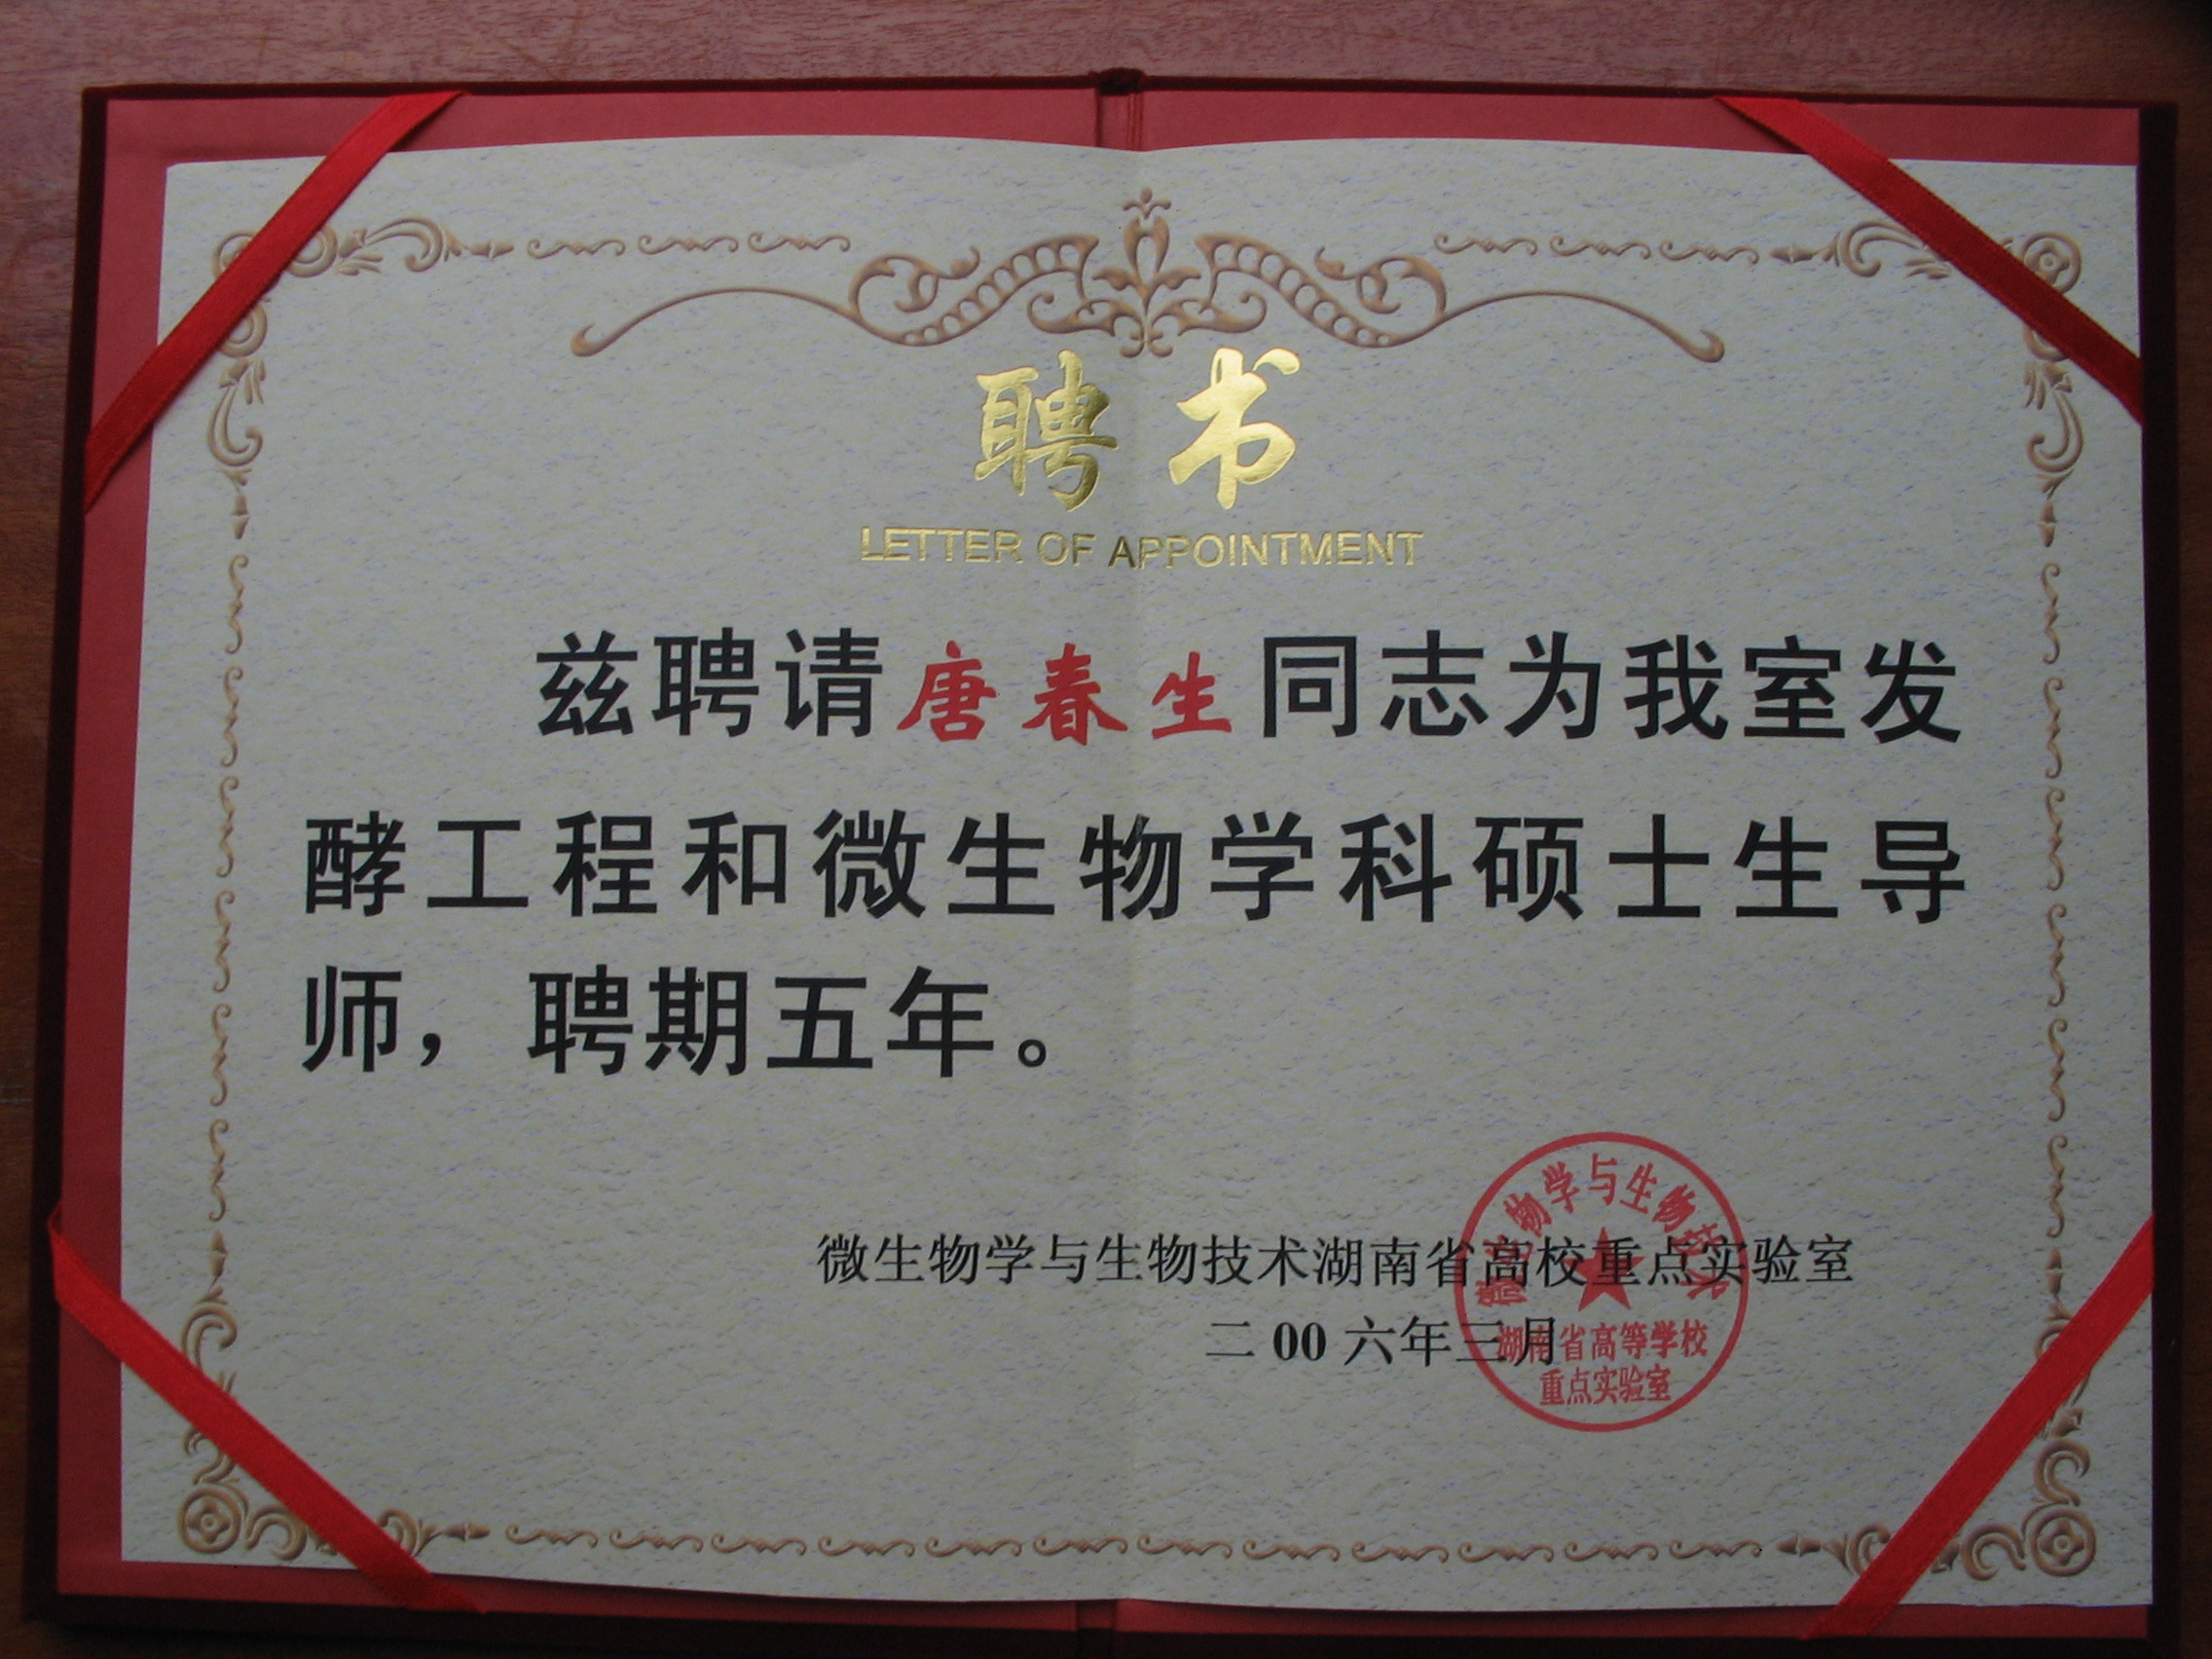 聘书
LETTER OF APPOINTMENT
兹聘请唐春生同志为我室发
酵工程和微生物学科硕士生导
师，聘期五年。
微生物学与生物技术湖南省高校重点实验室
二00六年三月
微生物学与生物技术
湖南省高等学校
重点实验室